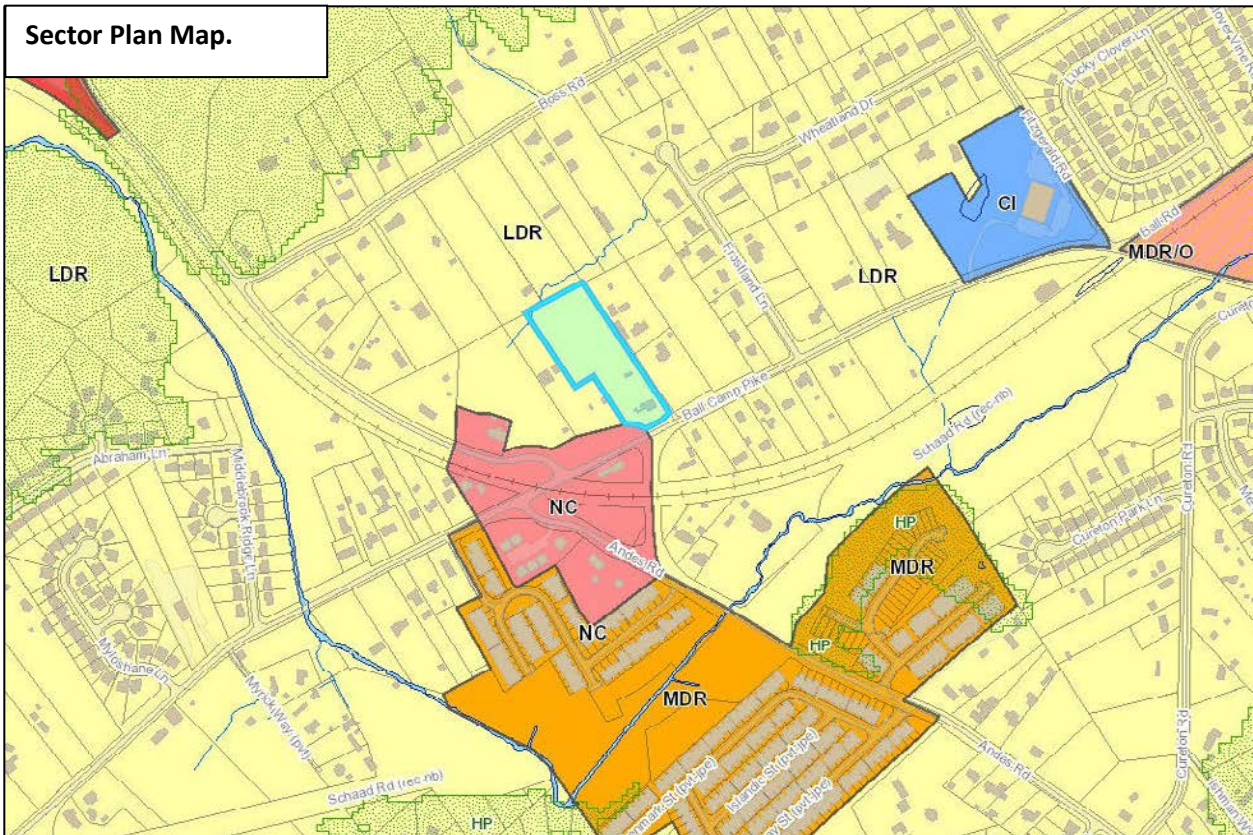 Sector Plan Map.
Boss Rd
Lucky Clover Ln
Wheatland Dr
Fitzgerald Rd
CI
Ball Rd
MDR/O
LDR
LDR
LDR
Frostland Ln
Ball Camp Pike
Schaad Rd (rec-nb)
Cureton Rd
Cureton Park Ln
Abraham Ln
Middlebrook Ridge Ln
NC
Andes Rd
HP
MDR
HP
NC
MDR
Myloshane Ln
Myrick Way (pvt)
Schaad Rd (rec-nb)
HP
Islandic St (pvt-jpe)
Andes Rd
Cureton Rd